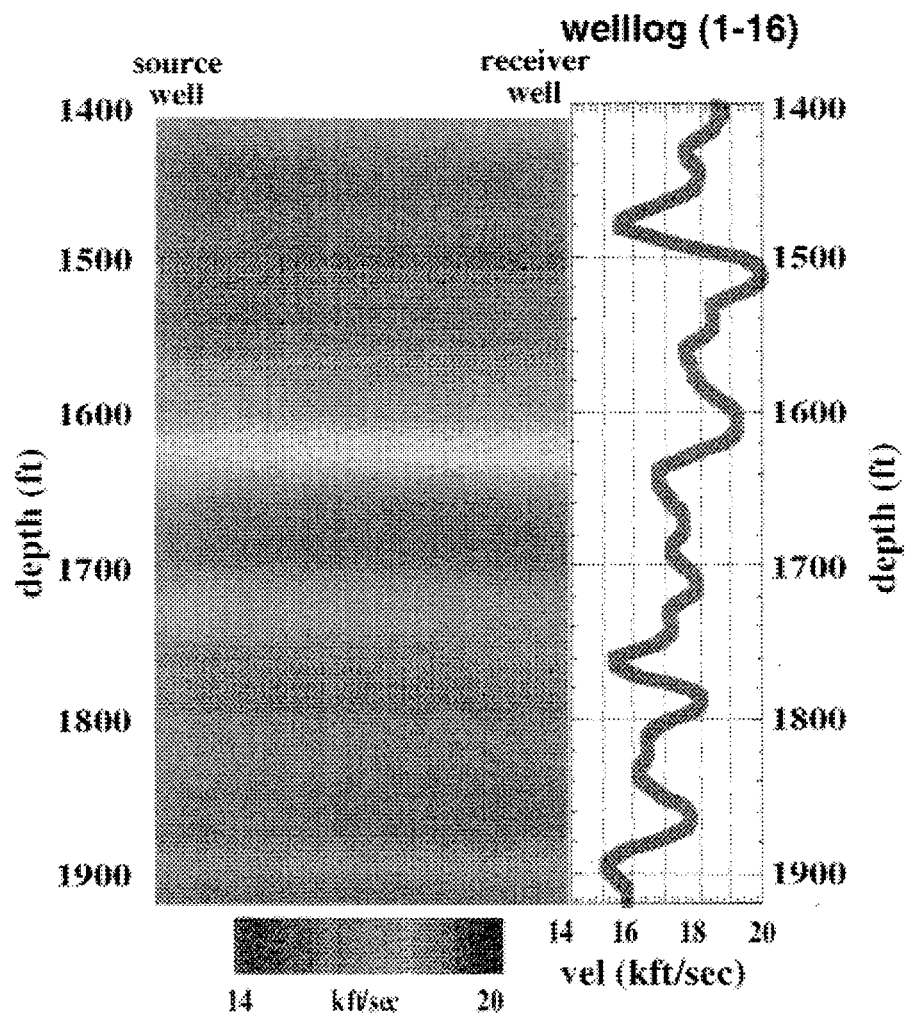 welllog (1-16)
source well
receiver well
1400
1500
1600
1700
1800
1900
depth (ft)
1400
1500
1600
1700
1800
1900
depth (ft)
14 16 18 20
vel (kft/sec)
14 kft/sec 20